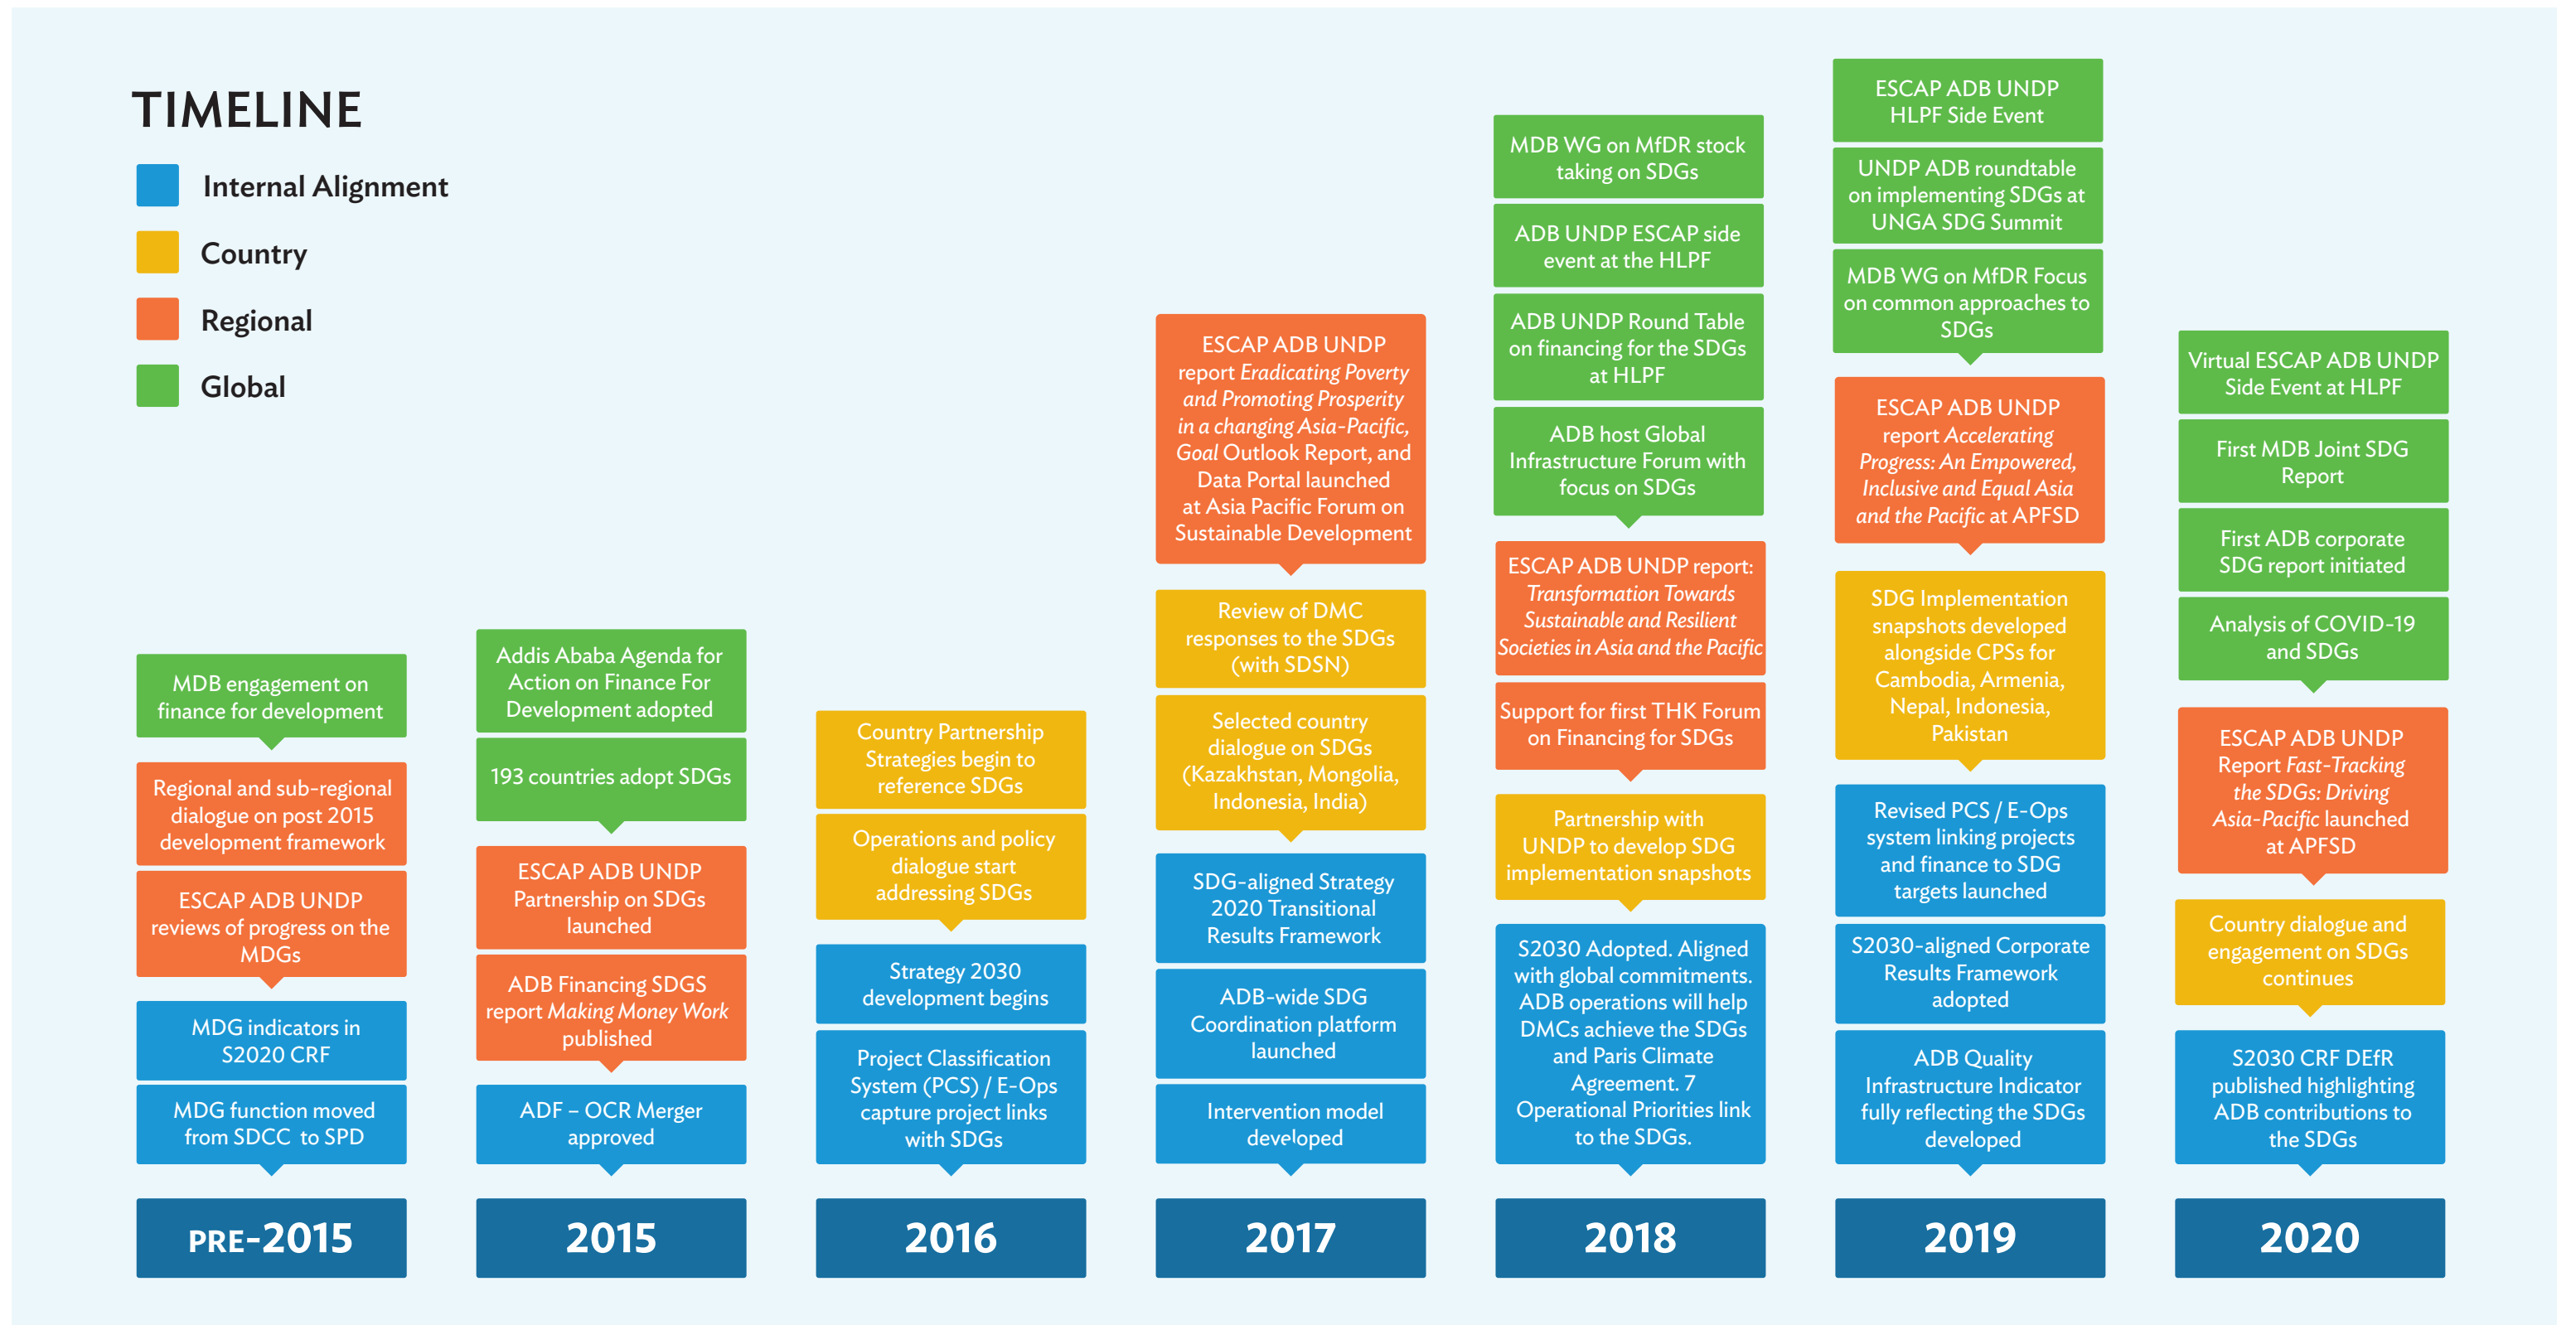 TIMELINE
Internal Alignment
Country
Regional
Global
MDB engagement on
finance for development
Regional and sub-regional
dialogue on post 2015
development framework
ESCAP ADB UNDP
reviews of progress on the
MDGs
MDG indicators in
S2020 CRF
MDG function moved
from SDCC to SPD
PRE-2015
Addis Ababa Agenda for
Action on Finance For
Development adopted
193 countries adopt SDGs
ESCAP ADB UNDP
Partnership on SDGs
launched
ADB Financing SDGS
report Making Money Work
published
ADF – OCR Merger
approved
2015
Country Partnership
Strategies begin to
reference SDGs
Operations and policy
dialogue start
addressing SDGs
Strategy 2030
development begins
Project Classification
System (PCS) / E-Ops
capture project links
with SDGs
2016
ESCAP ADB UNDP
report Eradicating Poverty
and Promoting Prosperity
in a changing Asia-Pacific,
Goal Outlook Report, and
Data Portal launched
at Asia Pacific Forum on
Sustainable Development
Review of DMC
responses to the SDGs
(with SDSN)
Selected country
dialogue on SDGs
(Kazakhstan, Mongolia,
Indonesia, India)
SDG-aligned Strategy
2020 Transitional
Results Framework
ADB-wide SDG
Coordination platform
launched
Intervention model
developed
2017
MDB WG on MfDR stock
taking on SDGs
ADB UNDP ESCAP side
event at the HLPF
ADB UNDP Round Table
on financing for the SDGs
at HLPF
ADB host Global
Infrastructure Forum with
focus on SDGs
ESCAP ADB UNDP report:
Transformation Towards
Sustainable and Resilient
Societies in Asia and the Pacific
Support for first THK Forum
on Financing for SDGs
Partnership with
UNDP to develop SDG
implementation snapshots
S2030 Adopted. Aligned
with global commitments.
ADB operations will help
DMCs achieve the SDGs
and Paris Climate
Agreement. 7
Operational Priorities link
to the SDGs.
2018
ESCAP ADB UNDP
HLPF Side Event
UNDP ADB roundtable
on implementing SDGs at
UNGA SDG Summit
MDB WG on MfDR Focus
on common approaches to
SDGs
ESCAP ADB UNDP
report Accelerating
Progress: An Empowered,
Inclusive and Equal Asia
and the Pacific at APFSD
SDG Implementation
snapshots developed
alongside CPSs for
Cambodia, Armenia,
Nepal, Indonesia,
Pakistan
Revised PCS / E-Ops
system linking projects
and finance to SDG
targets launched
S2030-aligned Corporate
Results Framework
adopted
ADB Quality
Infrastructure Indicator
fully reflecting the SDGs
developed
2019
Virtual ESCAP ADB UNDP
Side Event at HLPF
First MDB Joint SDG
Report
First ADB corporate
SDG report initiated
Analysis of COVID-19
and SDGs
ESCAP ADB UNDP
Report Fast-Tracking
the SDGs: Driving
Asia-Pacific launched
at APFSD
Country dialogue and
engagement on SDGs
continues
S2030 CRF DEfR
published highlighting
ADB contributions to
the SDGs
2020